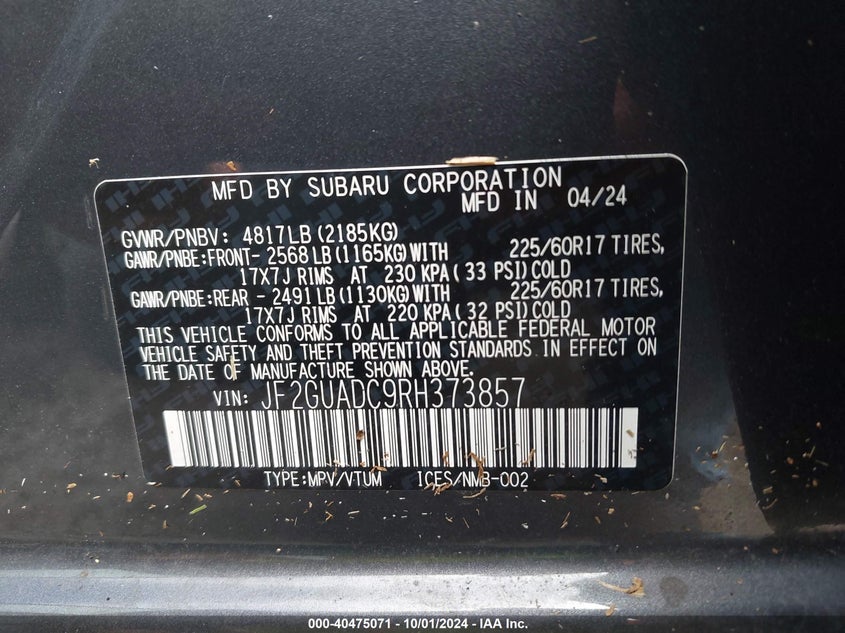 MFD BY SUBARU CORPORATION
MFD IN 04/24
GVWR/PNBV: 4817LB (2185KG)
GAWR/PNBE:FRONT- 2568LB (1165KG) WITH 225/60R17 TIRES,
17X7J RIMS AT 230 KPA( 33 PSI) COLD
GAWR/PNBE:REAR - 2491LB (1130KG) WITH 225/60R17 TIRES,
17X7J RIMS AT 220 KPA( 32 PSI) COLD
THIS VEHICLE CONFORMS TO ALL APPLICABLE FEDERAL MOTOR
VEHICLE SAFETY AND THEFT PREVENTION STANDARDS IN EFFECT ON
THE DATE OF MANUFACTURE SHOWN ABOVE.
VIN: JF2GUADC9RH373857
TYPE:MPV/VTUM ICES/NMB-002
000-40475071 - 10/01/2024 - IAA Inc.